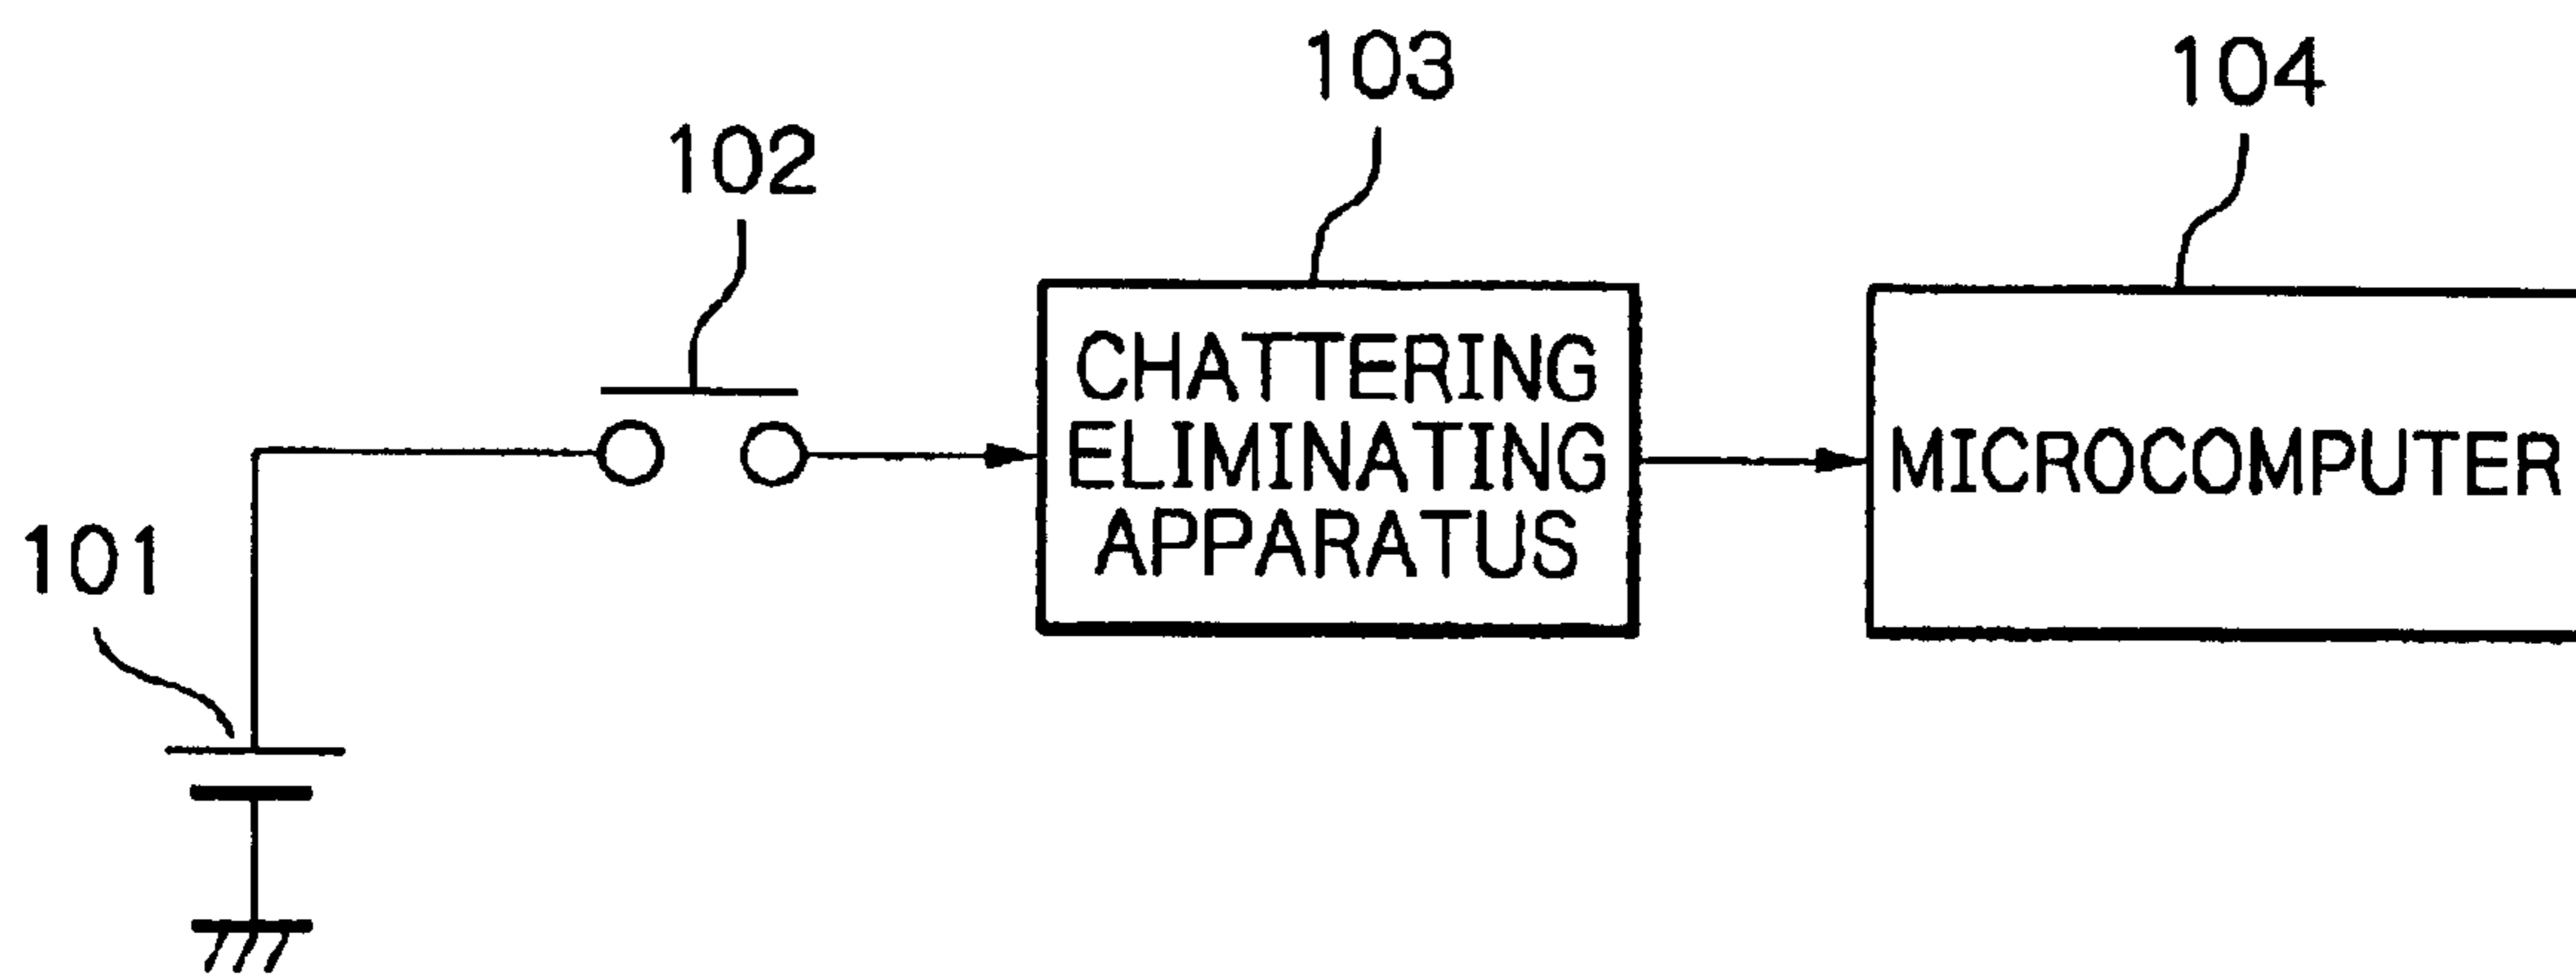 103
104
102
CHATTERING
ELIMINATING
APPARATUS
MICROCOMPUTER
101